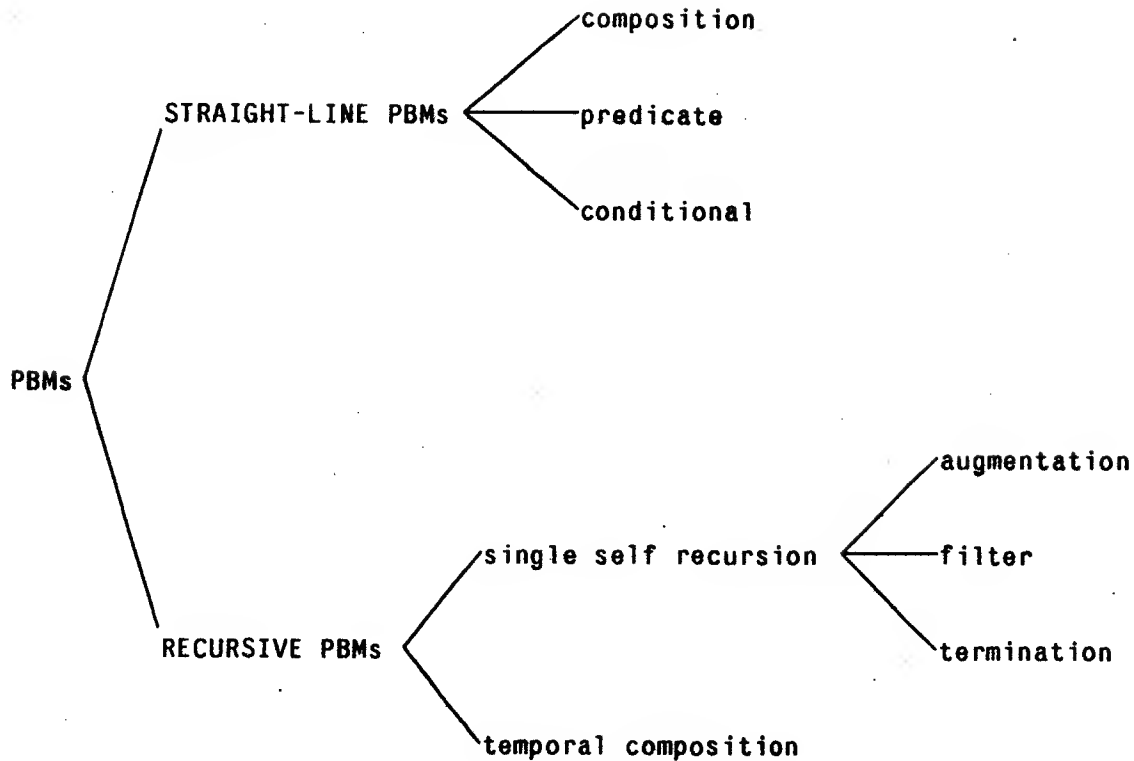 composition
STRAIGHT-LINE PBMs
predicate
conditional
PBMs
augmentation
single self recursion
filter
RECURSIVE PBMs
termination
temporal composition